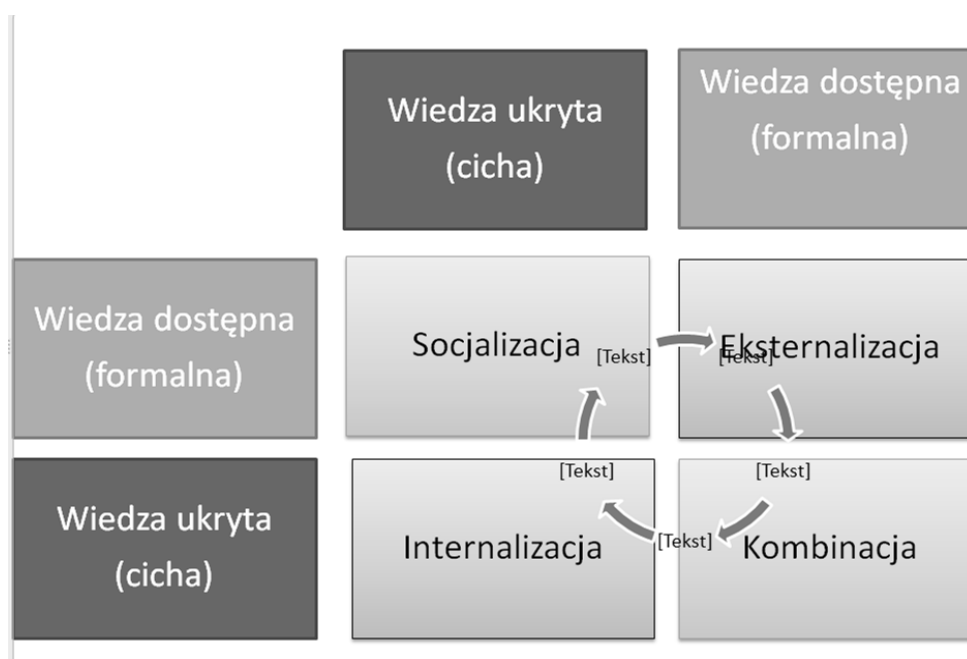 Wiedza ukryta
(cicha)
Wiedza dostępna
(formalna)
Wiedza dostępna
(formalna)
Socjalizacja
[Tekst]
Eksternalizacja
[Tekst]
Wiedza ukryta
(cicha)
Internalizacja
[Tekst]
[Tekst]
Kombinacja
[Tekst]